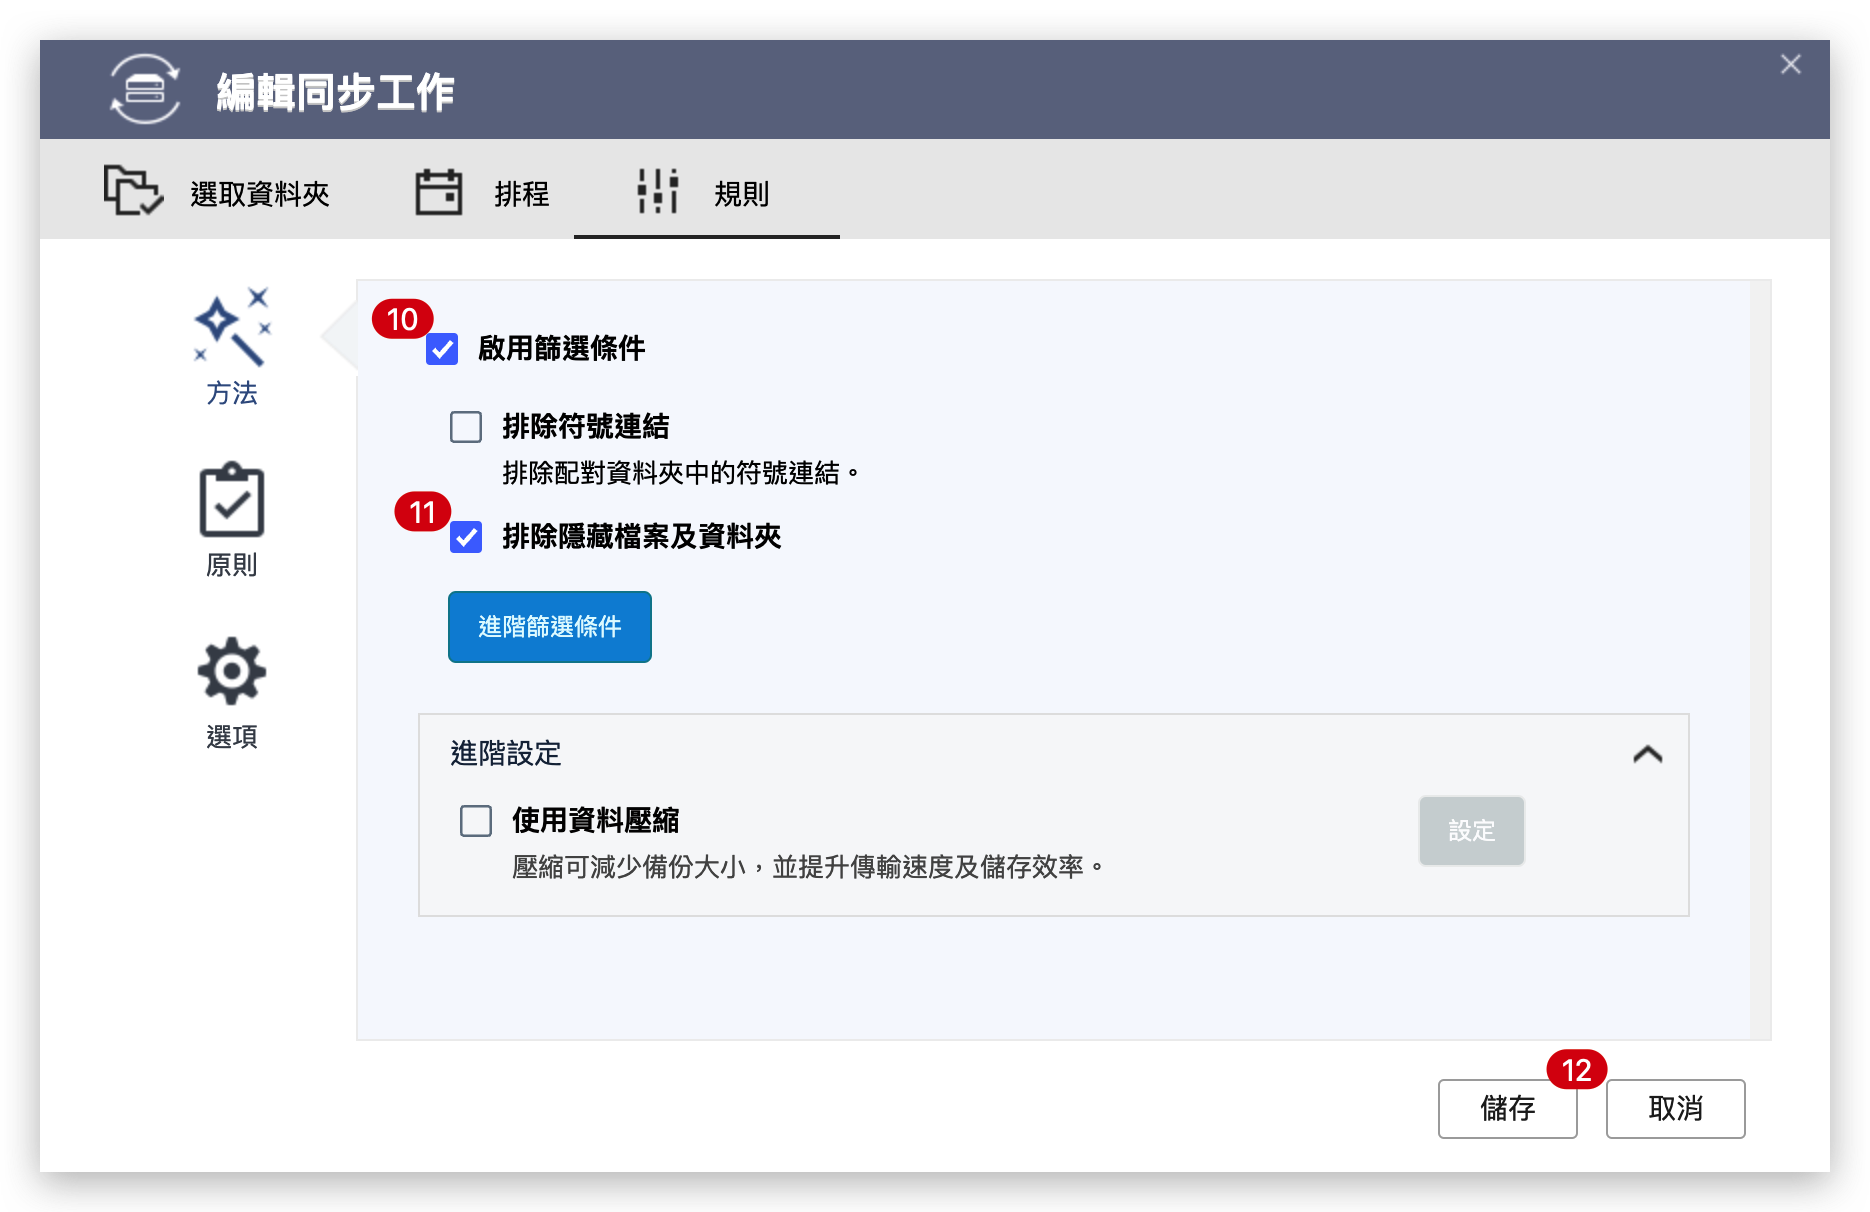 編輯同步工作
選取資料夾
排程
規則
方法
原則
選項
10
啟用篩選條件
排除符號連結
排除配對資料夾中的符號連結。
11
排除隱藏檔案及資料夾
進階篩選條件
進階設定
使用資料壓縮
壓縮可減少備份大小，並提升傳輸速度及儲存效率。
設定
12
儲存
取消